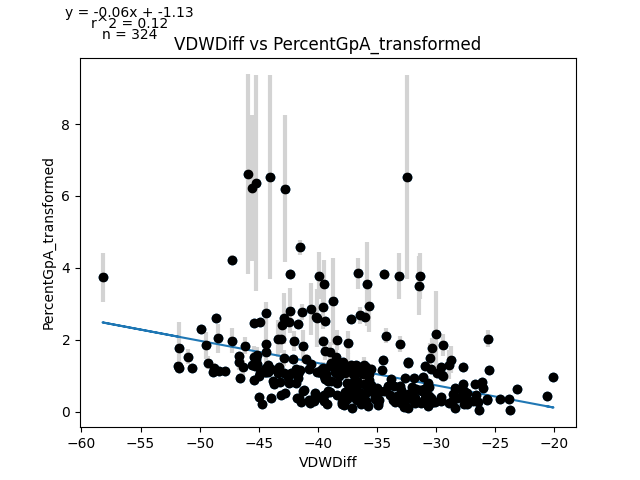 y = -0.06x + -1.13
r^2 = 0.12
n = 324
VDWDiff vs PercentGpA_transformed
PercentGpA_transformed
8
6
4
2
0
−60
−55
−50
−45
−40
−35
−30
−25
−20
VDWDiff